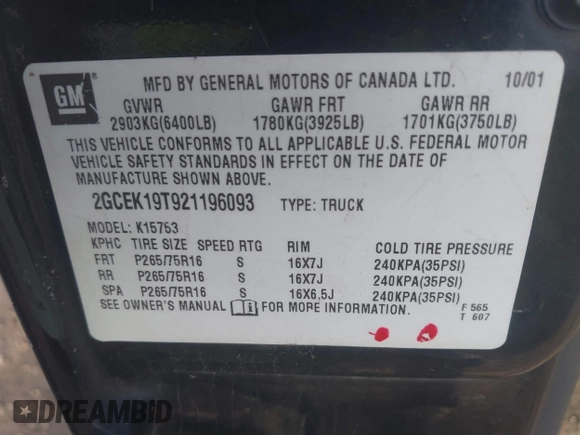 GM
MFD BY GENERAL MOTORS OF CANADA LTD. 10/01
GVWR GAWR FRT GAWR RR
2903KG(6400LB) 1780KG(3925LB) 1701KG(3750LB)
THIS VEHICLE CONFORMS TO ALL APPLICABLE U.S. FEDERAL MOTOR
VEHICLE SAFETY STANDARDS IN EFFECT ON THE DATE OF
MANUFACTURE SHOWN ABOVE.
2GCEK19T921196093 TYPE: TRUCK
MODEL: K15753
KPHC TIRE SIZE SPEED RTG RIM COLD TIRE PRESSURE
FRT P265/75R16 S 16X7J 240KPA(35PSI)
RR P265/75R16 S 16X7J 240KPA(35PSI)
SPA P265/75R16 S 16X6.5J 240KPA(35PSI)
SEE OWNER'S MANUAL FOR MORE INFORMATION.
F 565
T 607
DREAMBID